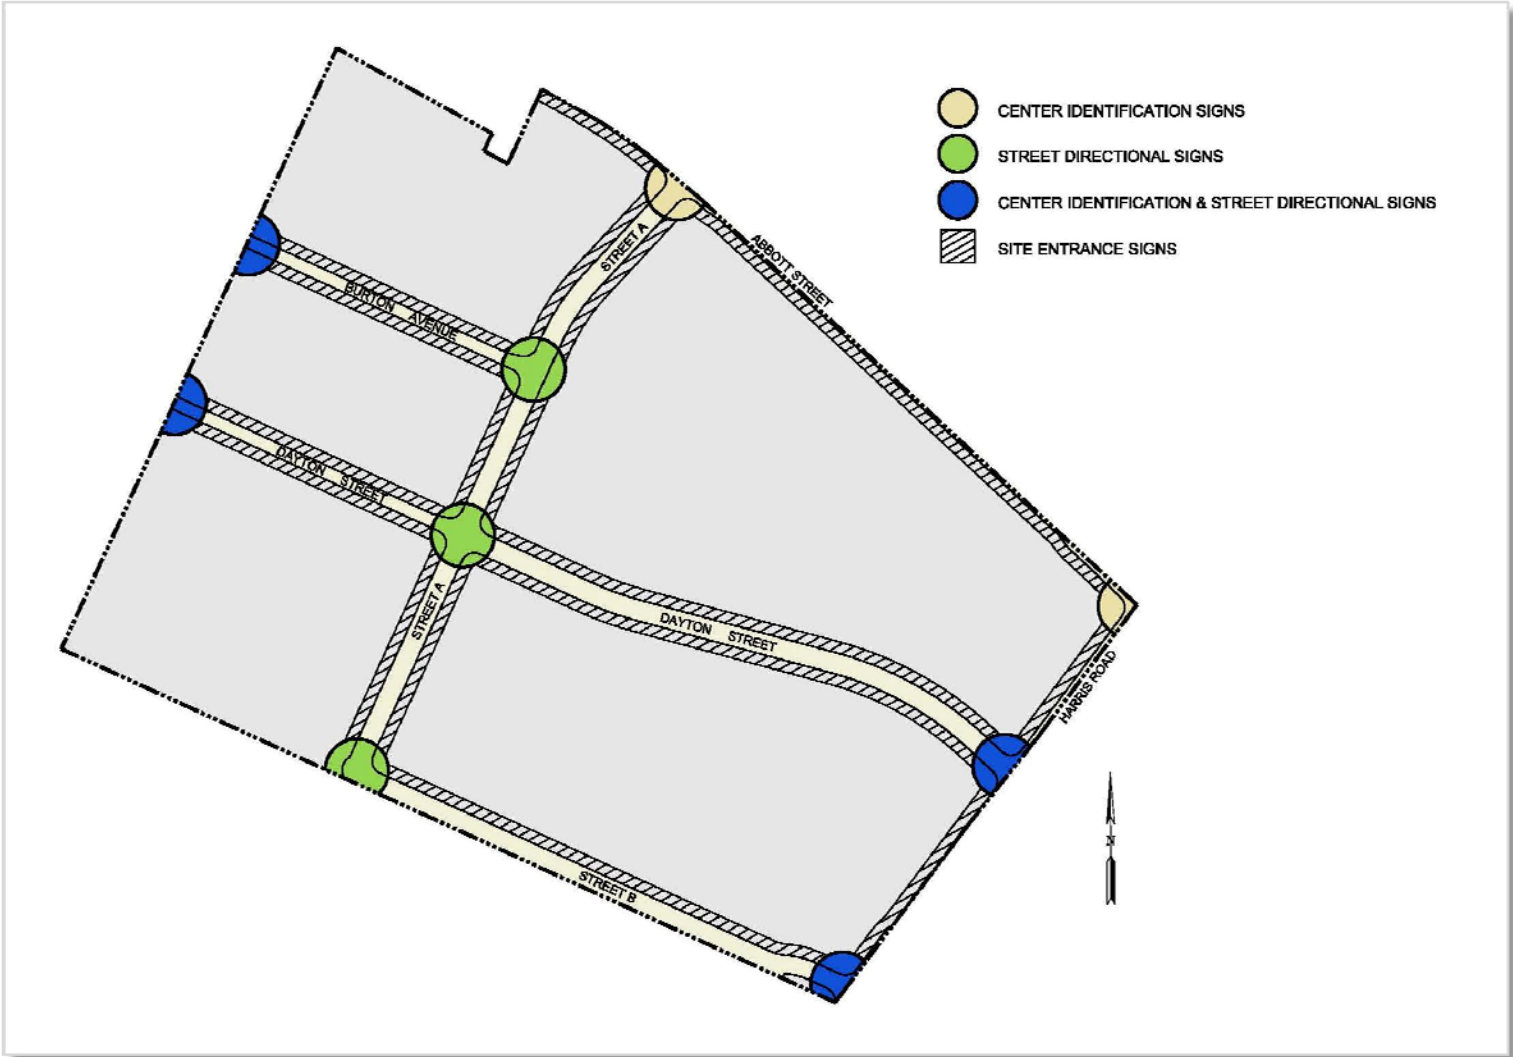 CENTER IDENTIFICATION SIGNS
STREET DIRECTIONAL SIGNS
CENTER IDENTIFICATION & STREET DIRECTIONAL SIGNS
SITE ENTRANCE SIGNS
STREET A
ABBOTT STREET
BURTON AVENUE
DAYTON STREET
STREET A
DAYTON STREET
HARRIS ROAD
N
STREET B